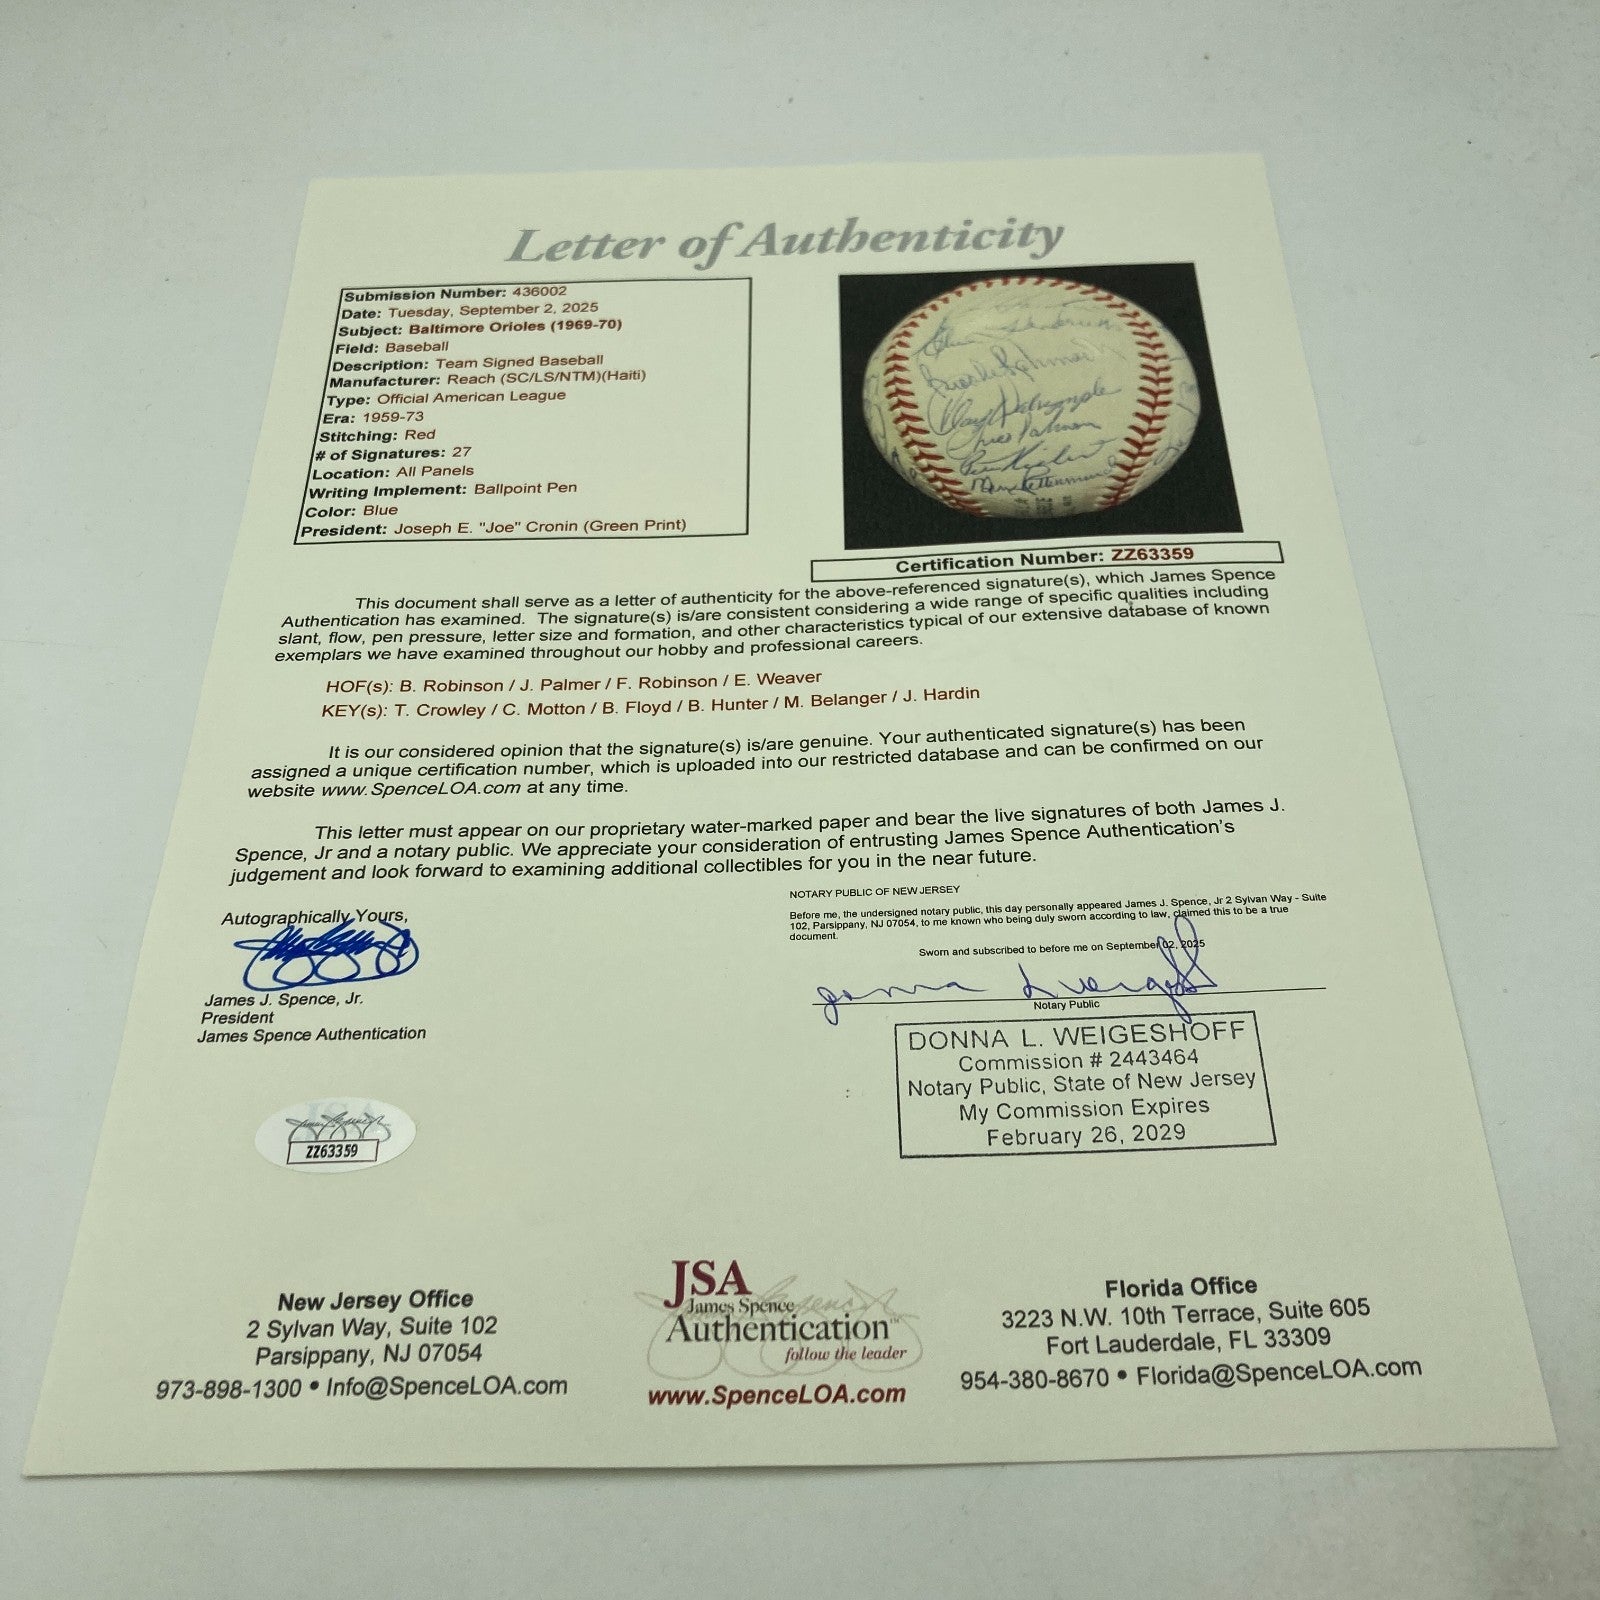 Letter of Authenticity
Submission Number: 436002
Date: Tuesday, September 2, 2025
Subject: Baltimore Orioles (1969-70)
Field: Baseball
Description: Team Signed Baseball
Manufacturer: Reach (SC/LS/NTM)(Haiti)
Type: Official American League
Era: 1959-73
Stitching: Red
# of Signatures: 27
Location: All Panels
Writing Implement: Ballpoint Pen
Color: Blue
President: Joseph E. "Joe" Cronin (Green Print)
Certification Number: ZZ63359
This document shall serve as a letter of authenticity for the above-referenced signature(s), which James Spence
Authentication has examined. The signature(s) is/are consistent considering a wide range of specific qualities including
slant, flow, pen pressure, letter size and formation, and other characteristics typical of our extensive database of known
exemplars we have examined throughout our hobby and professional careers.
HOF(s): B. Robinson / J. Palmer / F. Robinson / E. Weaver
KEY(s): T. Crowley / C. Motton / B. Floyd / B. Hunter / M. Belanger / J. Hardin
It is our considered opinion that the signature(s) is/are genuine. Your authenticated signature(s) has been
assigned a unique certification number, which is uploaded into our restricted database and can be confirmed on our
website www.SpenceLOA.com at any time.
This letter must appear on our proprietary water-marked paper and bear the live signatures of both James J.
Spence, Jr and a notary public. We appreciate your consideration of entrusting James Spence Authentication's
judgement and look forward to examining additional collectibles for you in the near future.
Autographically Yours,
James J. Spence, Jr.
President
James Spence Authentication
NOTARY PUBLIC OF NEW JERSEY
Before me, the undersigned notary public, this day personally appeared James J. Spence, Jr 2 Sylvan Way - Suite
102, Parsippany, NJ 07054, to me known who being duly sworn according to law, claimed this to be a true
document.
Sworn and subscribed to before me on September 02, 2025
Notary Public
DONNA L. WEIGESHOFF
Commission # 2443464
Notary Public, State of New Jersey
My Commission Expires
February 26, 2029
JSA
ZZ63359
New Jersey Office
2 Sylvan Way, Suite 102
Parsippany, NJ 07054
973-898-1300 • Info@SpenceLOA.com
JSA
James Spence
Authentication™
follow the leader
www.SpenceLOA.com
Florida Office
3223 N.W. 10th Terrace, Suite 605
Fort Lauderdale, FL 33309
954-380-8670 • Florida@SpenceLOA.com